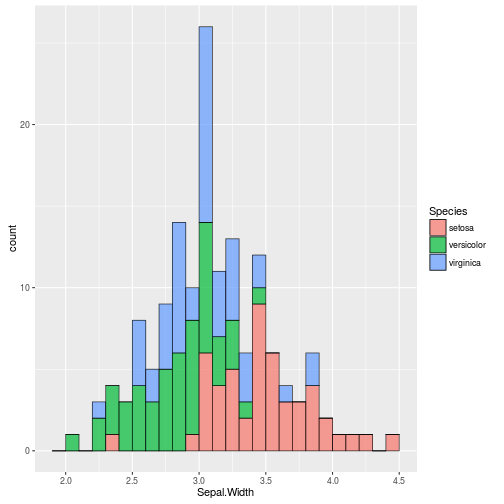 20
10
0
count
2.0 2.5 3.0 3.5 4.0 4.5
Sepal.Width
Species
setosa
versicolor
virginica